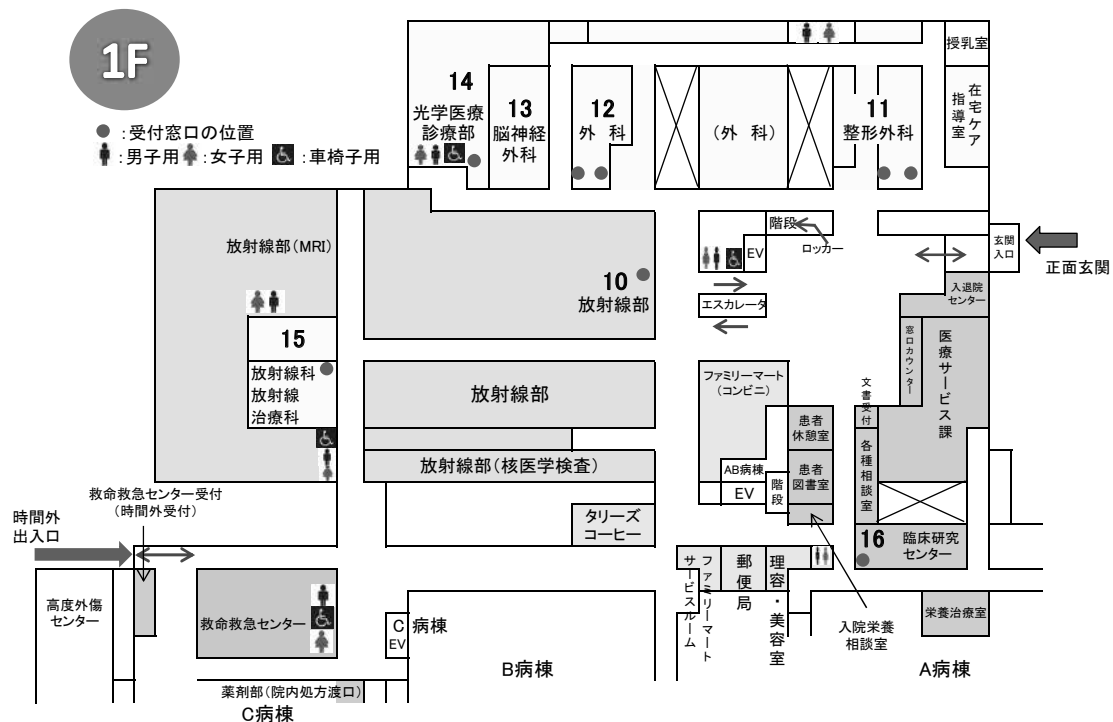 1F
:受付窓口の位置
:男子用 :女子用 :車椅子用
14
光学医療
診療部
13
脳神経
外科
12
外 科
(外 科)
11
整形外科
授乳室
在宅ケア
指導室
放射線部(MRI)
10
放射線部
階段
EV
ロッカー
エスカレータ
玄関
入口
正面玄関
入退院
センター
窓口カウンター
医療サービス課
15
放射線科
放射線
治療科
放射線部
放射線部(核医学検査)
ファミリーマート
(コンビニ)
患者
休憩室
文書受付
AB病棟
EV
階段
患者
図書室
各種相談室
救命救急センター受付
(時間外受付)
時間外
出入口
タリーズ
コーヒー
16
臨床研究
センター
高度外傷
センター
救命救急センター
C病棟
EV
ファミリーマート
サービスルーム
郵便局
理容・美容室
入院栄養
相談室
栄養治療室
B病棟
A病棟
薬剤部(院内処方渡口)
C病棟